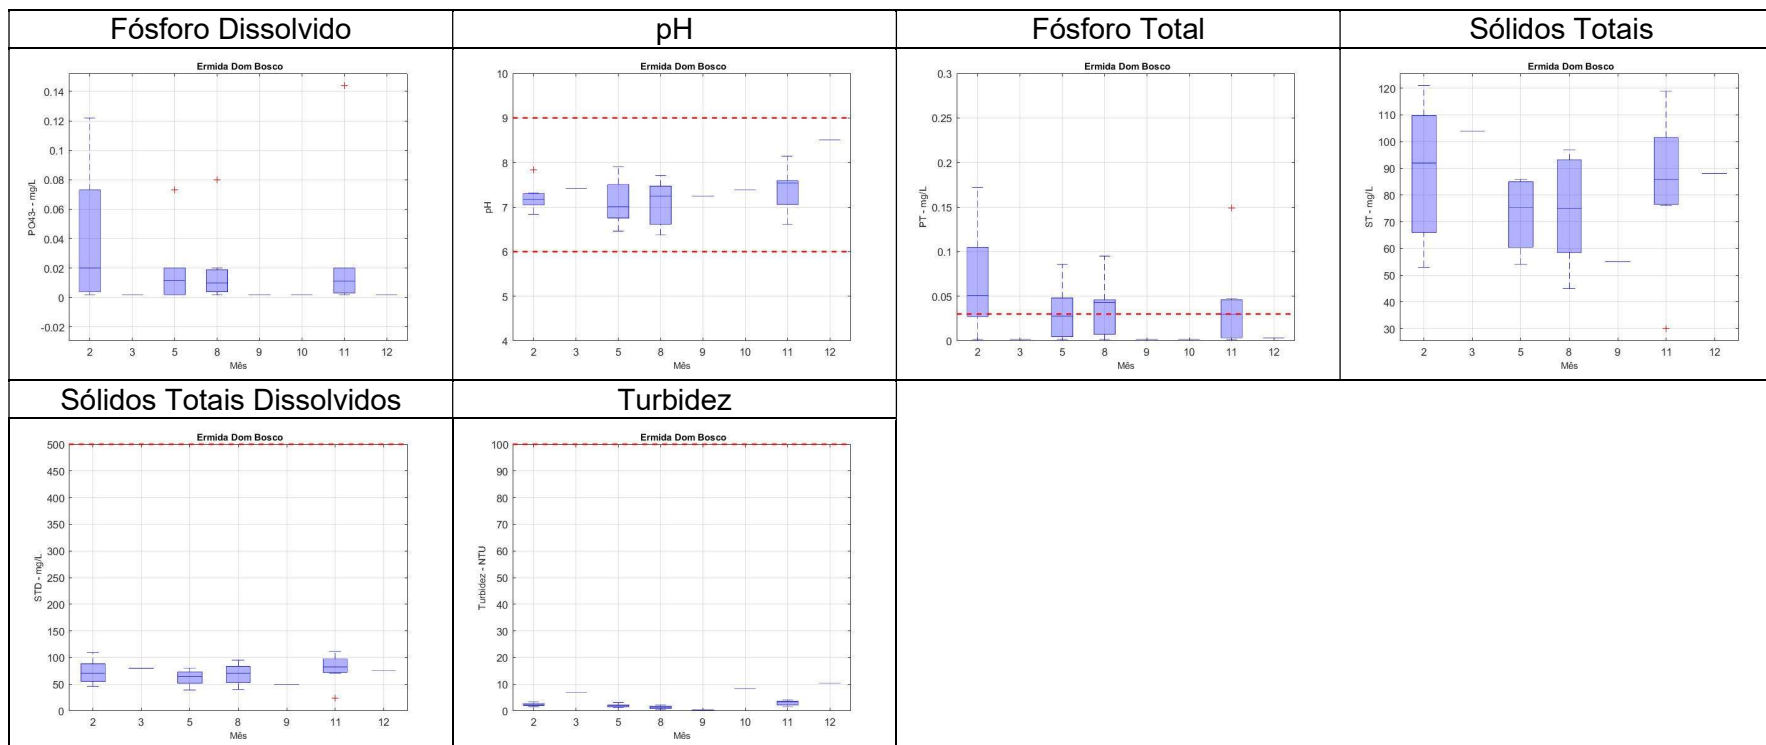 Fósforo Dissolvido
pH
Fósforo Total
Sólidos Totais
Ermida Dom Bosco
0.14
0.12
0.1
0.08
0.06
0.04
0.02
0
-0.02
PO43- - mg/L
2 3 5 8 9 10 11 12
Mês
Ermida Dom Bosco
10
9
8
7
6
5
4
pH
2 3 5 8 9 10 11 12
Mês
Ermida Dom Bosco
0.3
0.25
0.2
0.15
0.1
0.05
0
PT - mg/L
2 3 5 8 9 10 11 12
Mês
Ermida Dom Bosco
120
110
100
90
80
70
60
50
40
30
ST - mg/L
2 3 5 8 9 11 12
Mês
Sólidos Totais Dissolvidos
Turbidez
Ermida Dom Bosco
500
450
400
350
300
250
200
150
100
50
0
STD - mg/L
2 3 5 8 9 11 12
Mês
Ermida Dom Bosco
100
90
80
70
60
50
40
30
20
10
0
Turbidez - NTU
2 3 5 8 9 10 11 12
Mês